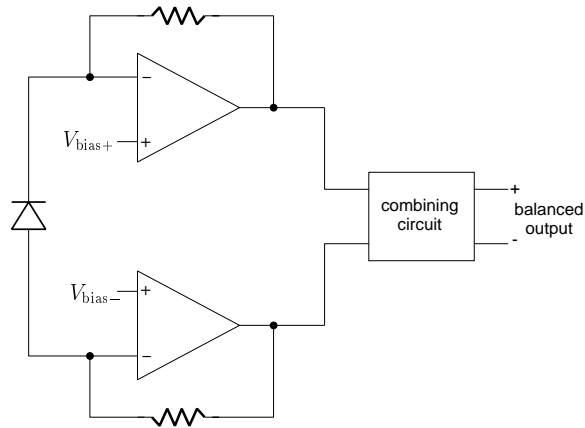 −
+
V_bias+
combining
circuit
+
-
balanced
output
V_bias−
+
−